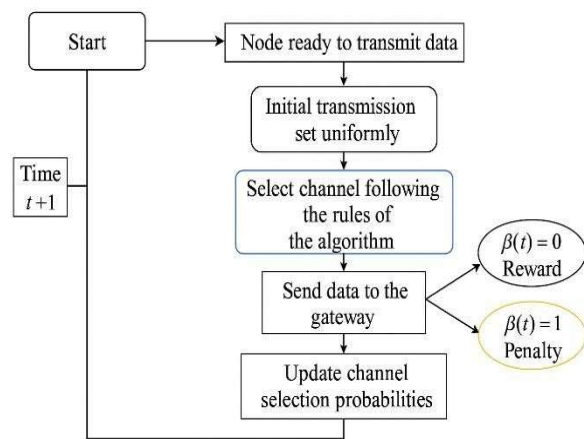 Start
Node ready to transmit data
Initial transmission
set uniformly
Time
t+1
Select channel following
the rules of
the algorithm
β(t) = 0
Reward
Send data to the
gateway
β(t) = 1
Penalty
Update channel
selection probabilities